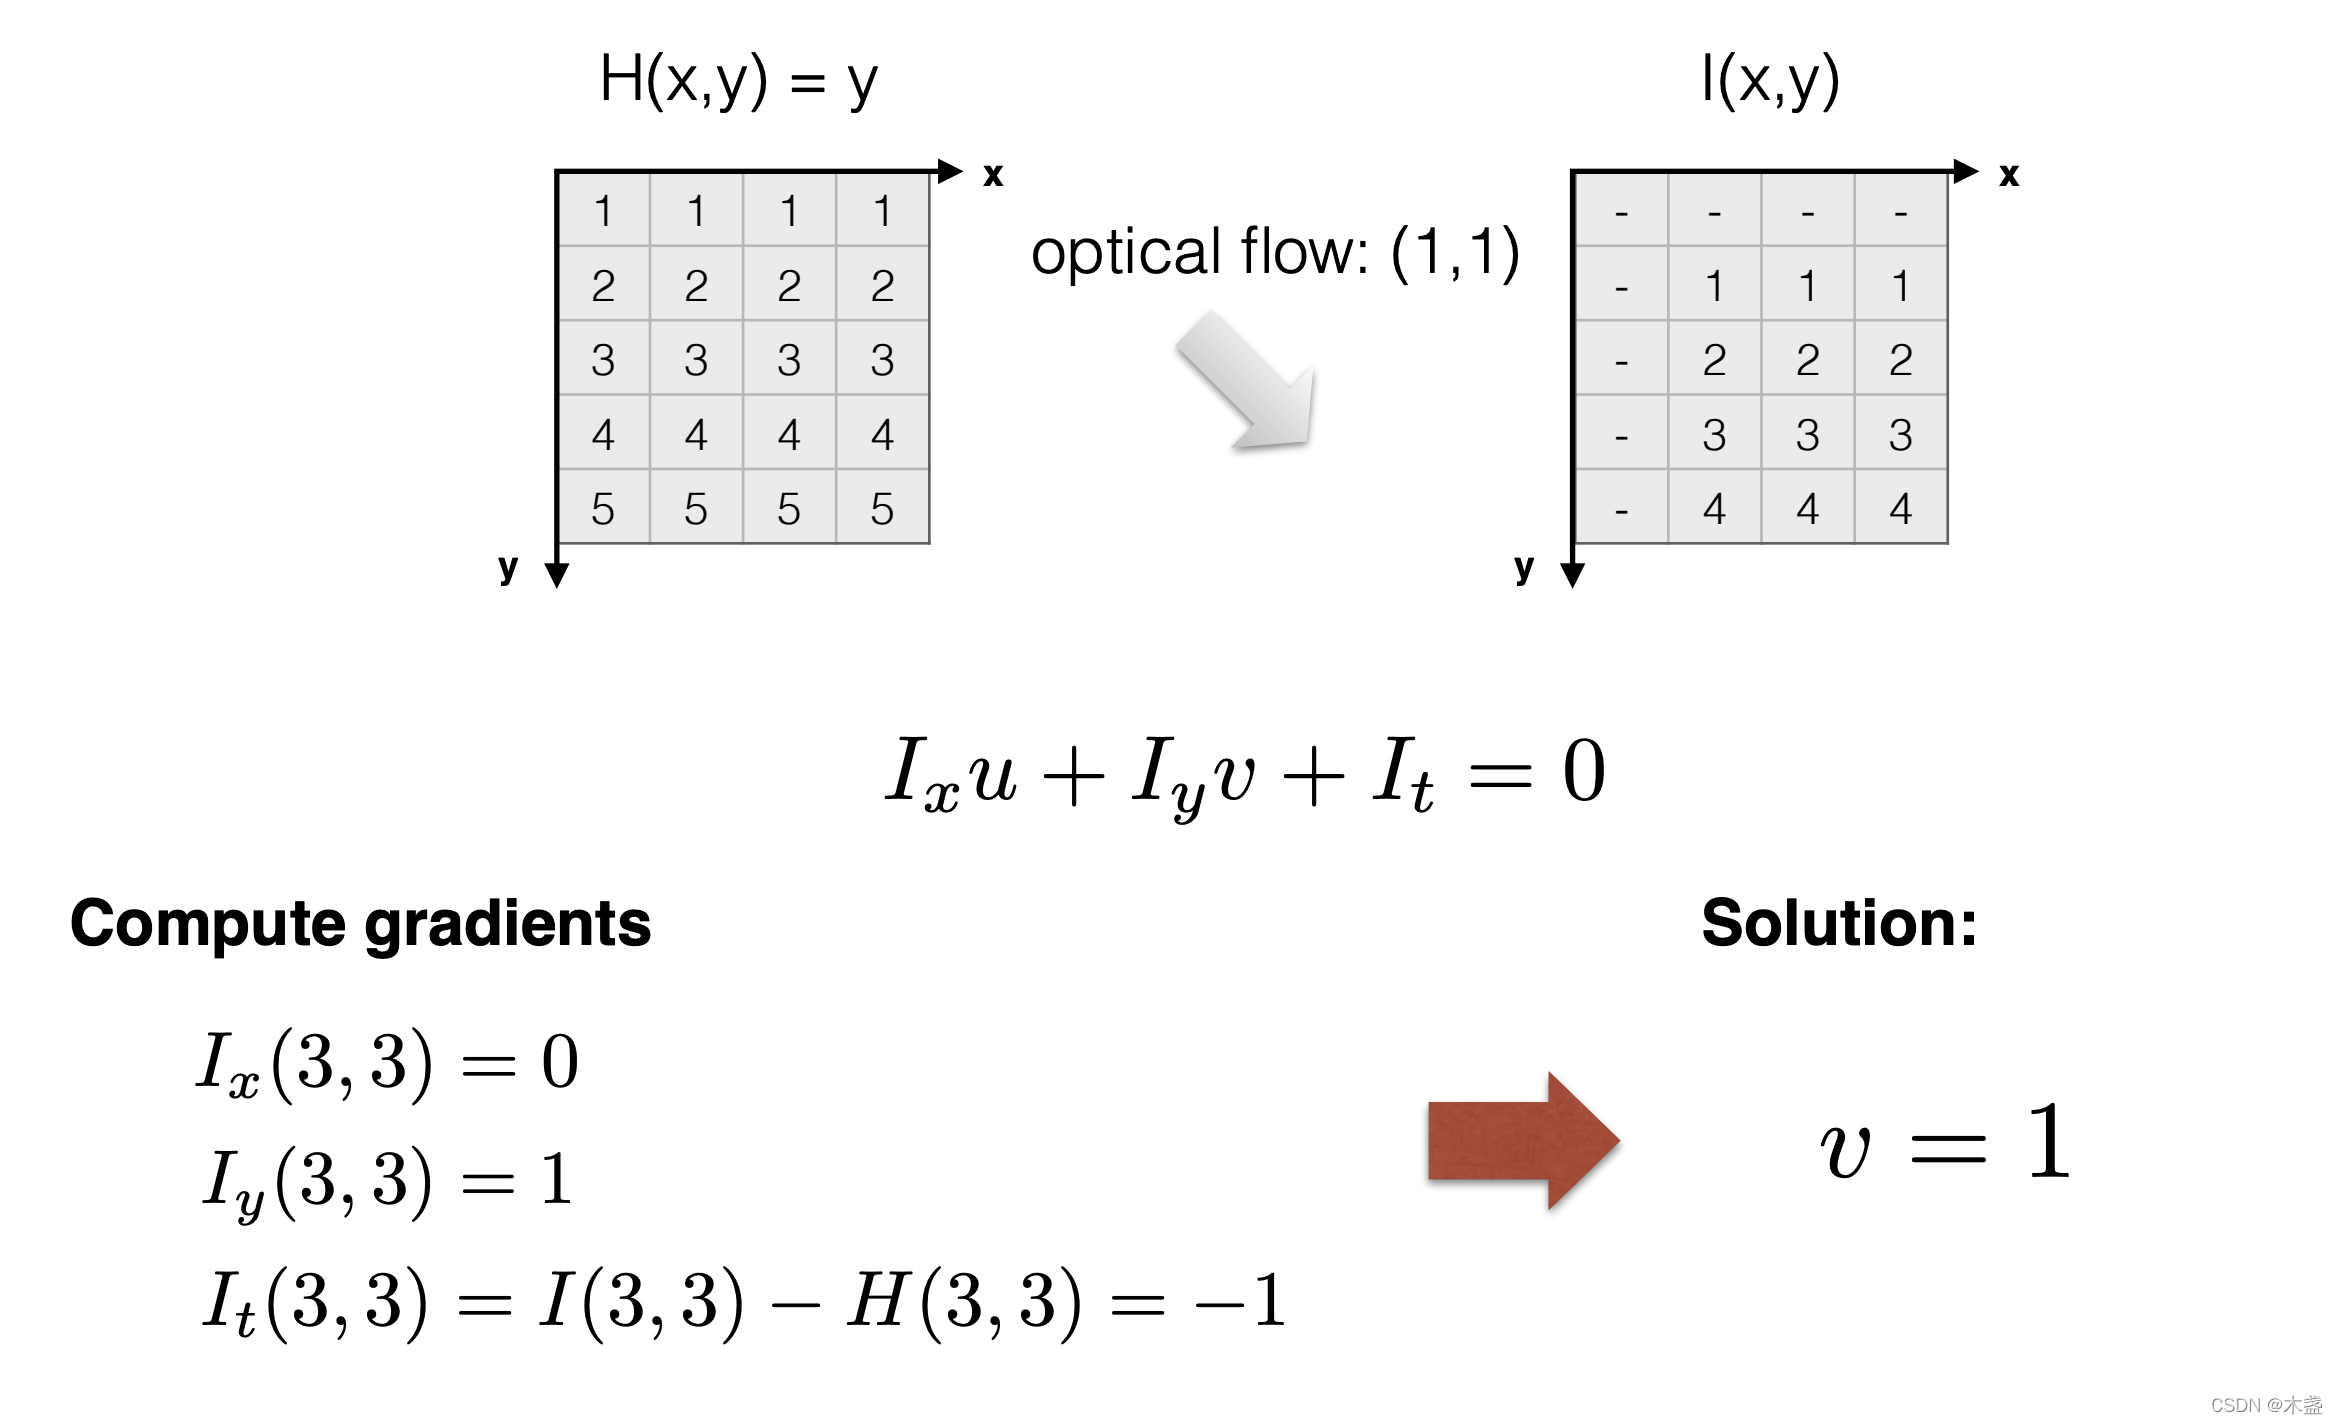 H(x,y) = y
I(x,y)
x
x
1 1 1 1
2 2 2 2
3 3 3 3
4 4 4 4
5 5 5 5
y
optical flow: (1,1)
- - - -
- 1 1 1
- 2 2 2
- 3 3 3
- 4 4 4
y
I_x u + I_y v + I_t = 0
Compute gradients
I_x(3,3) = 0
I_y(3,3) = 1
I_t(3,3) = I(3,3) − H(3,3) = −1
Solution:
v = 1
CSDN @木盏